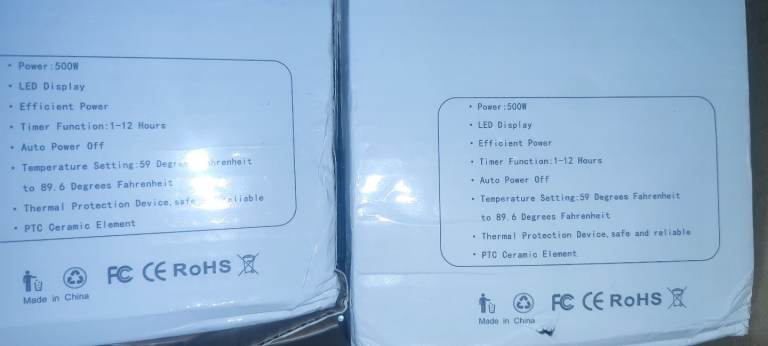 • Power:500W
• LED Display
• Efficient Power
• Timer Function:1-12 Hours
• Auto Power Off
• Temperature Setting:59 Degrees Fahrenheit
to 89.6 Degrees Fahrenheit
• Thermal Protection Device,safe and reliable
• PTC Ceramic Element
FC CE RoHS
Made in China
• Power:500W
• LED Display
• Efficient Power
• Timer Function:1-12 Hours
• Auto Power Off
• Temperature Setting:59 Degrees Fahrenheit
to 89.6 Degrees Fahrenheit
• Thermal Protection Device,safe and reliable
• PTC Ceramic Element
FC CE RoHS
Made in China